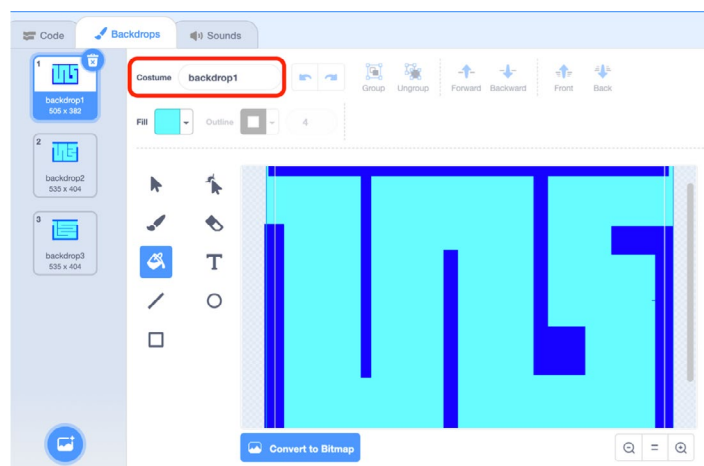 Code
Backdrops
Sounds
1
backdrop1
505 x 382
2
backdrop2
535 x 404
3
backdrop3
535 x 404
Costume backdrop1
Group Ungroup Forward Backward Front Back
Fill Outline 4
T
Convert to Bitmap